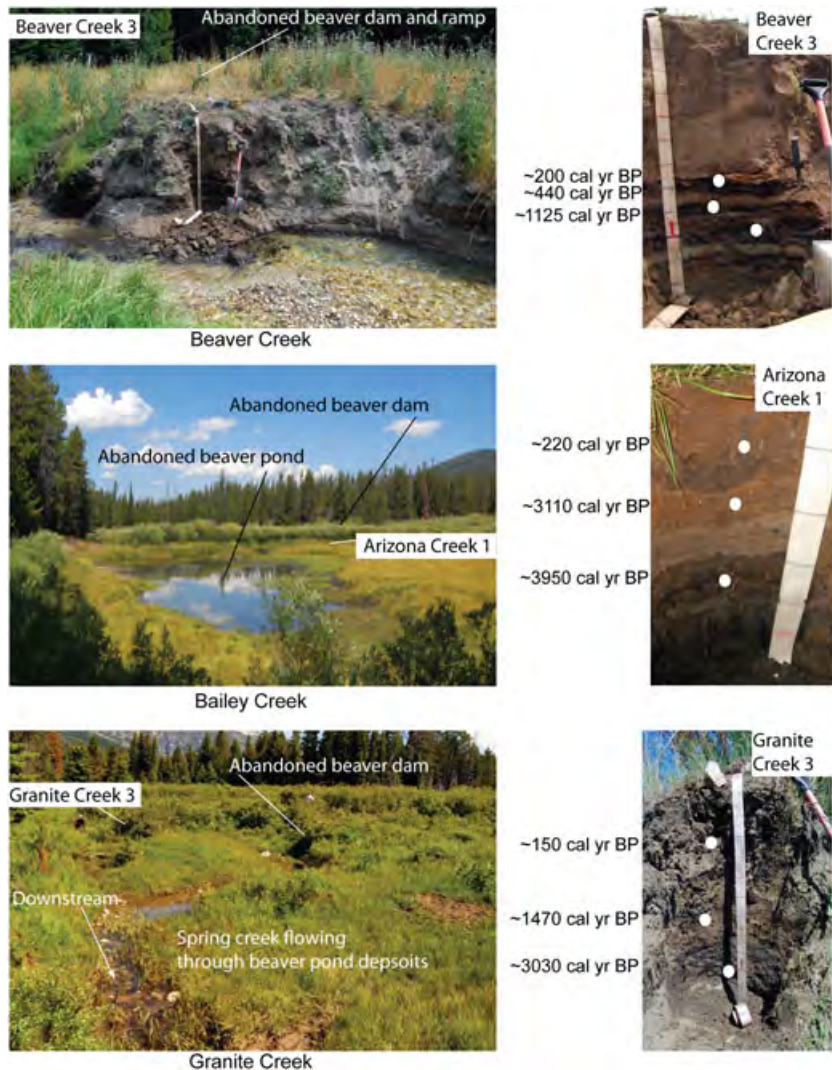 Beaver Creek 3
Abandoned beaver dam and ramp
Beaver Creek
Beaver
Creek
3
~200 cal yr BP
~440 cal yr BP
~1125 cal yr BP
Abandoned beaver dam
Abandoned beaver pond
Arizona Creek 1
Bailey Creek
Arizona
Creek 1
~220 cal yr BP
~3110 cal yr BP
~3950 cal yr BP
Abandoned beaver dam
Granite Creek 3
Downstream
Spring creek flowing
through beaver pond depsoits
Granite Creek
Granite
Creek 3
~150 cal yr BP
~1470 cal yr BP
~3030 cal yr BP